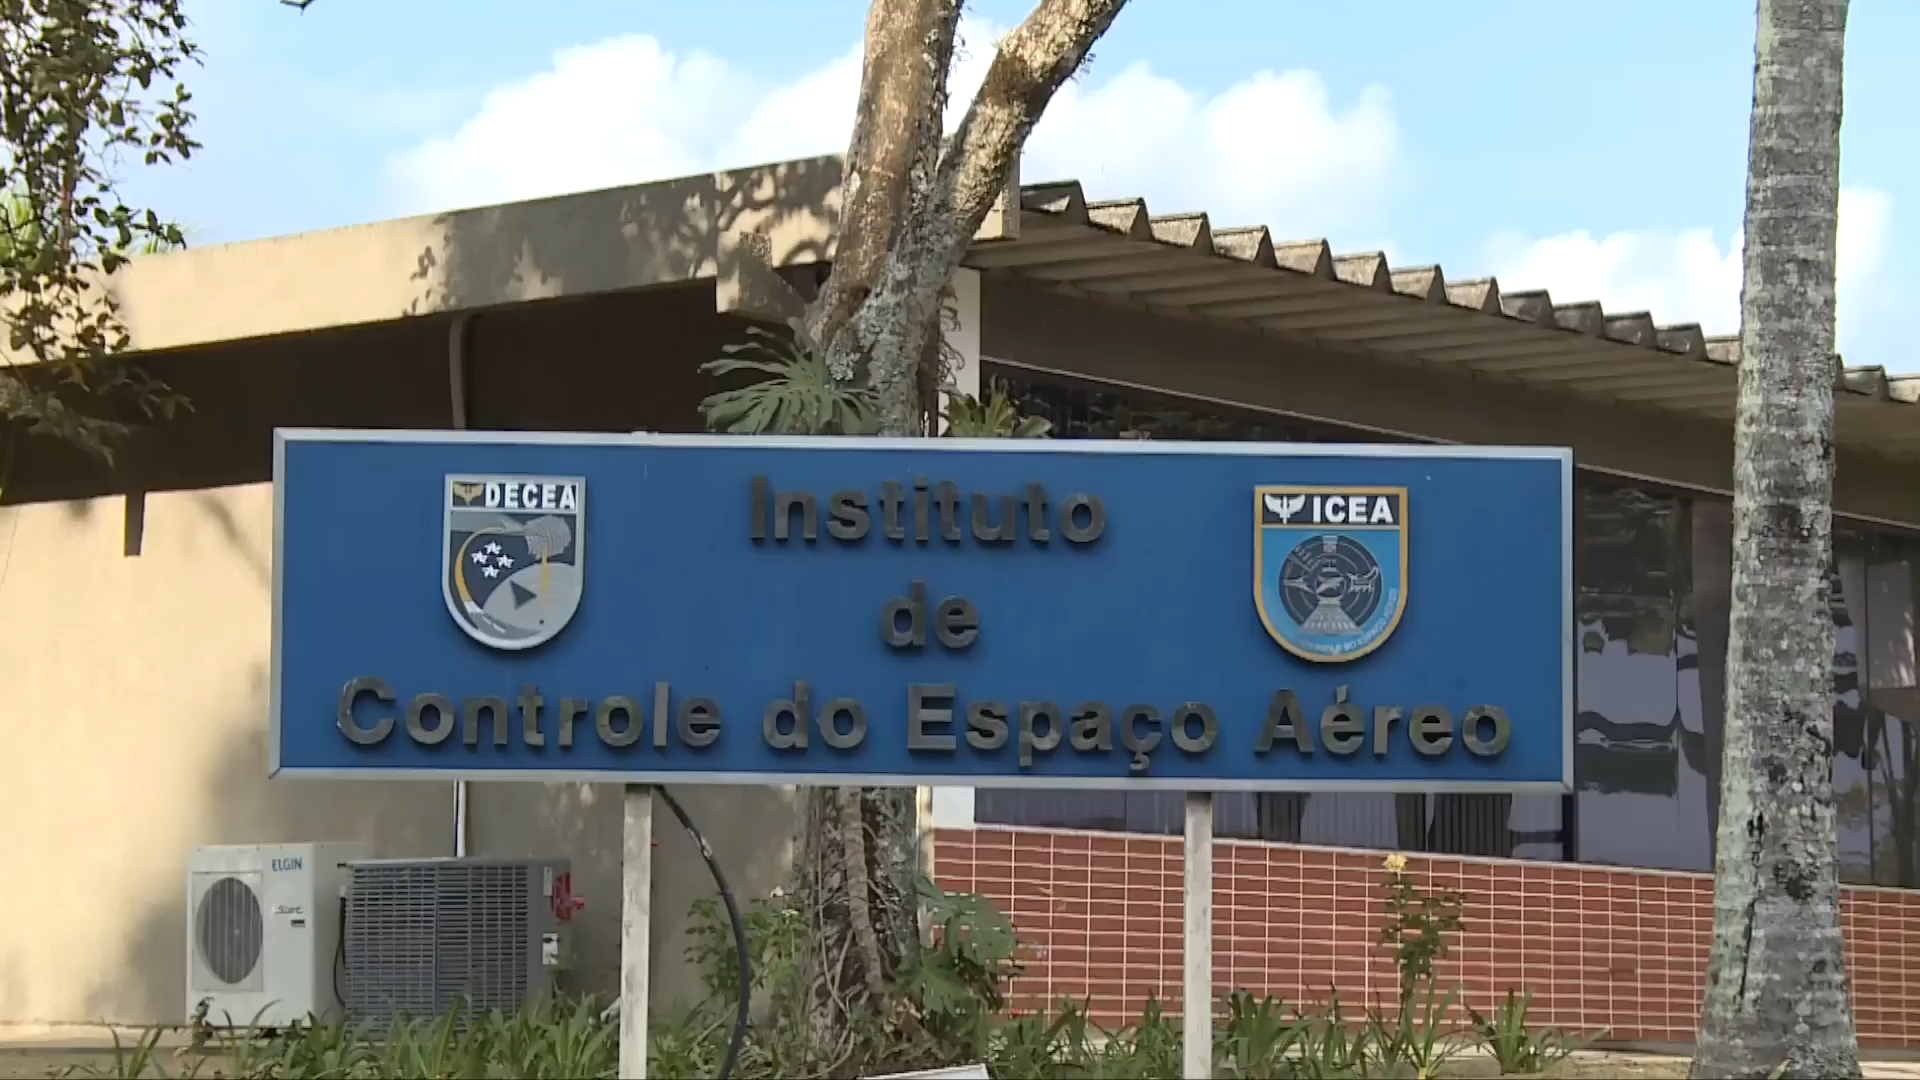 DECEA
Instituto
ICEA
de
Controle do Espaço Aéreo
ELGIN